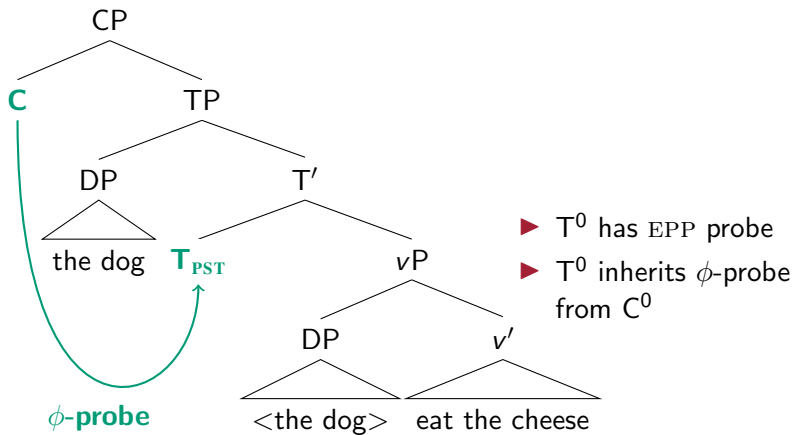 CP
C TP
DP T′
the dog T_PST vP
▶ T⁰ has EPP probe
▶ T⁰ inherits ϕ-probe
from C⁰
DP v′
ϕ-probe <the dog> eat the cheese